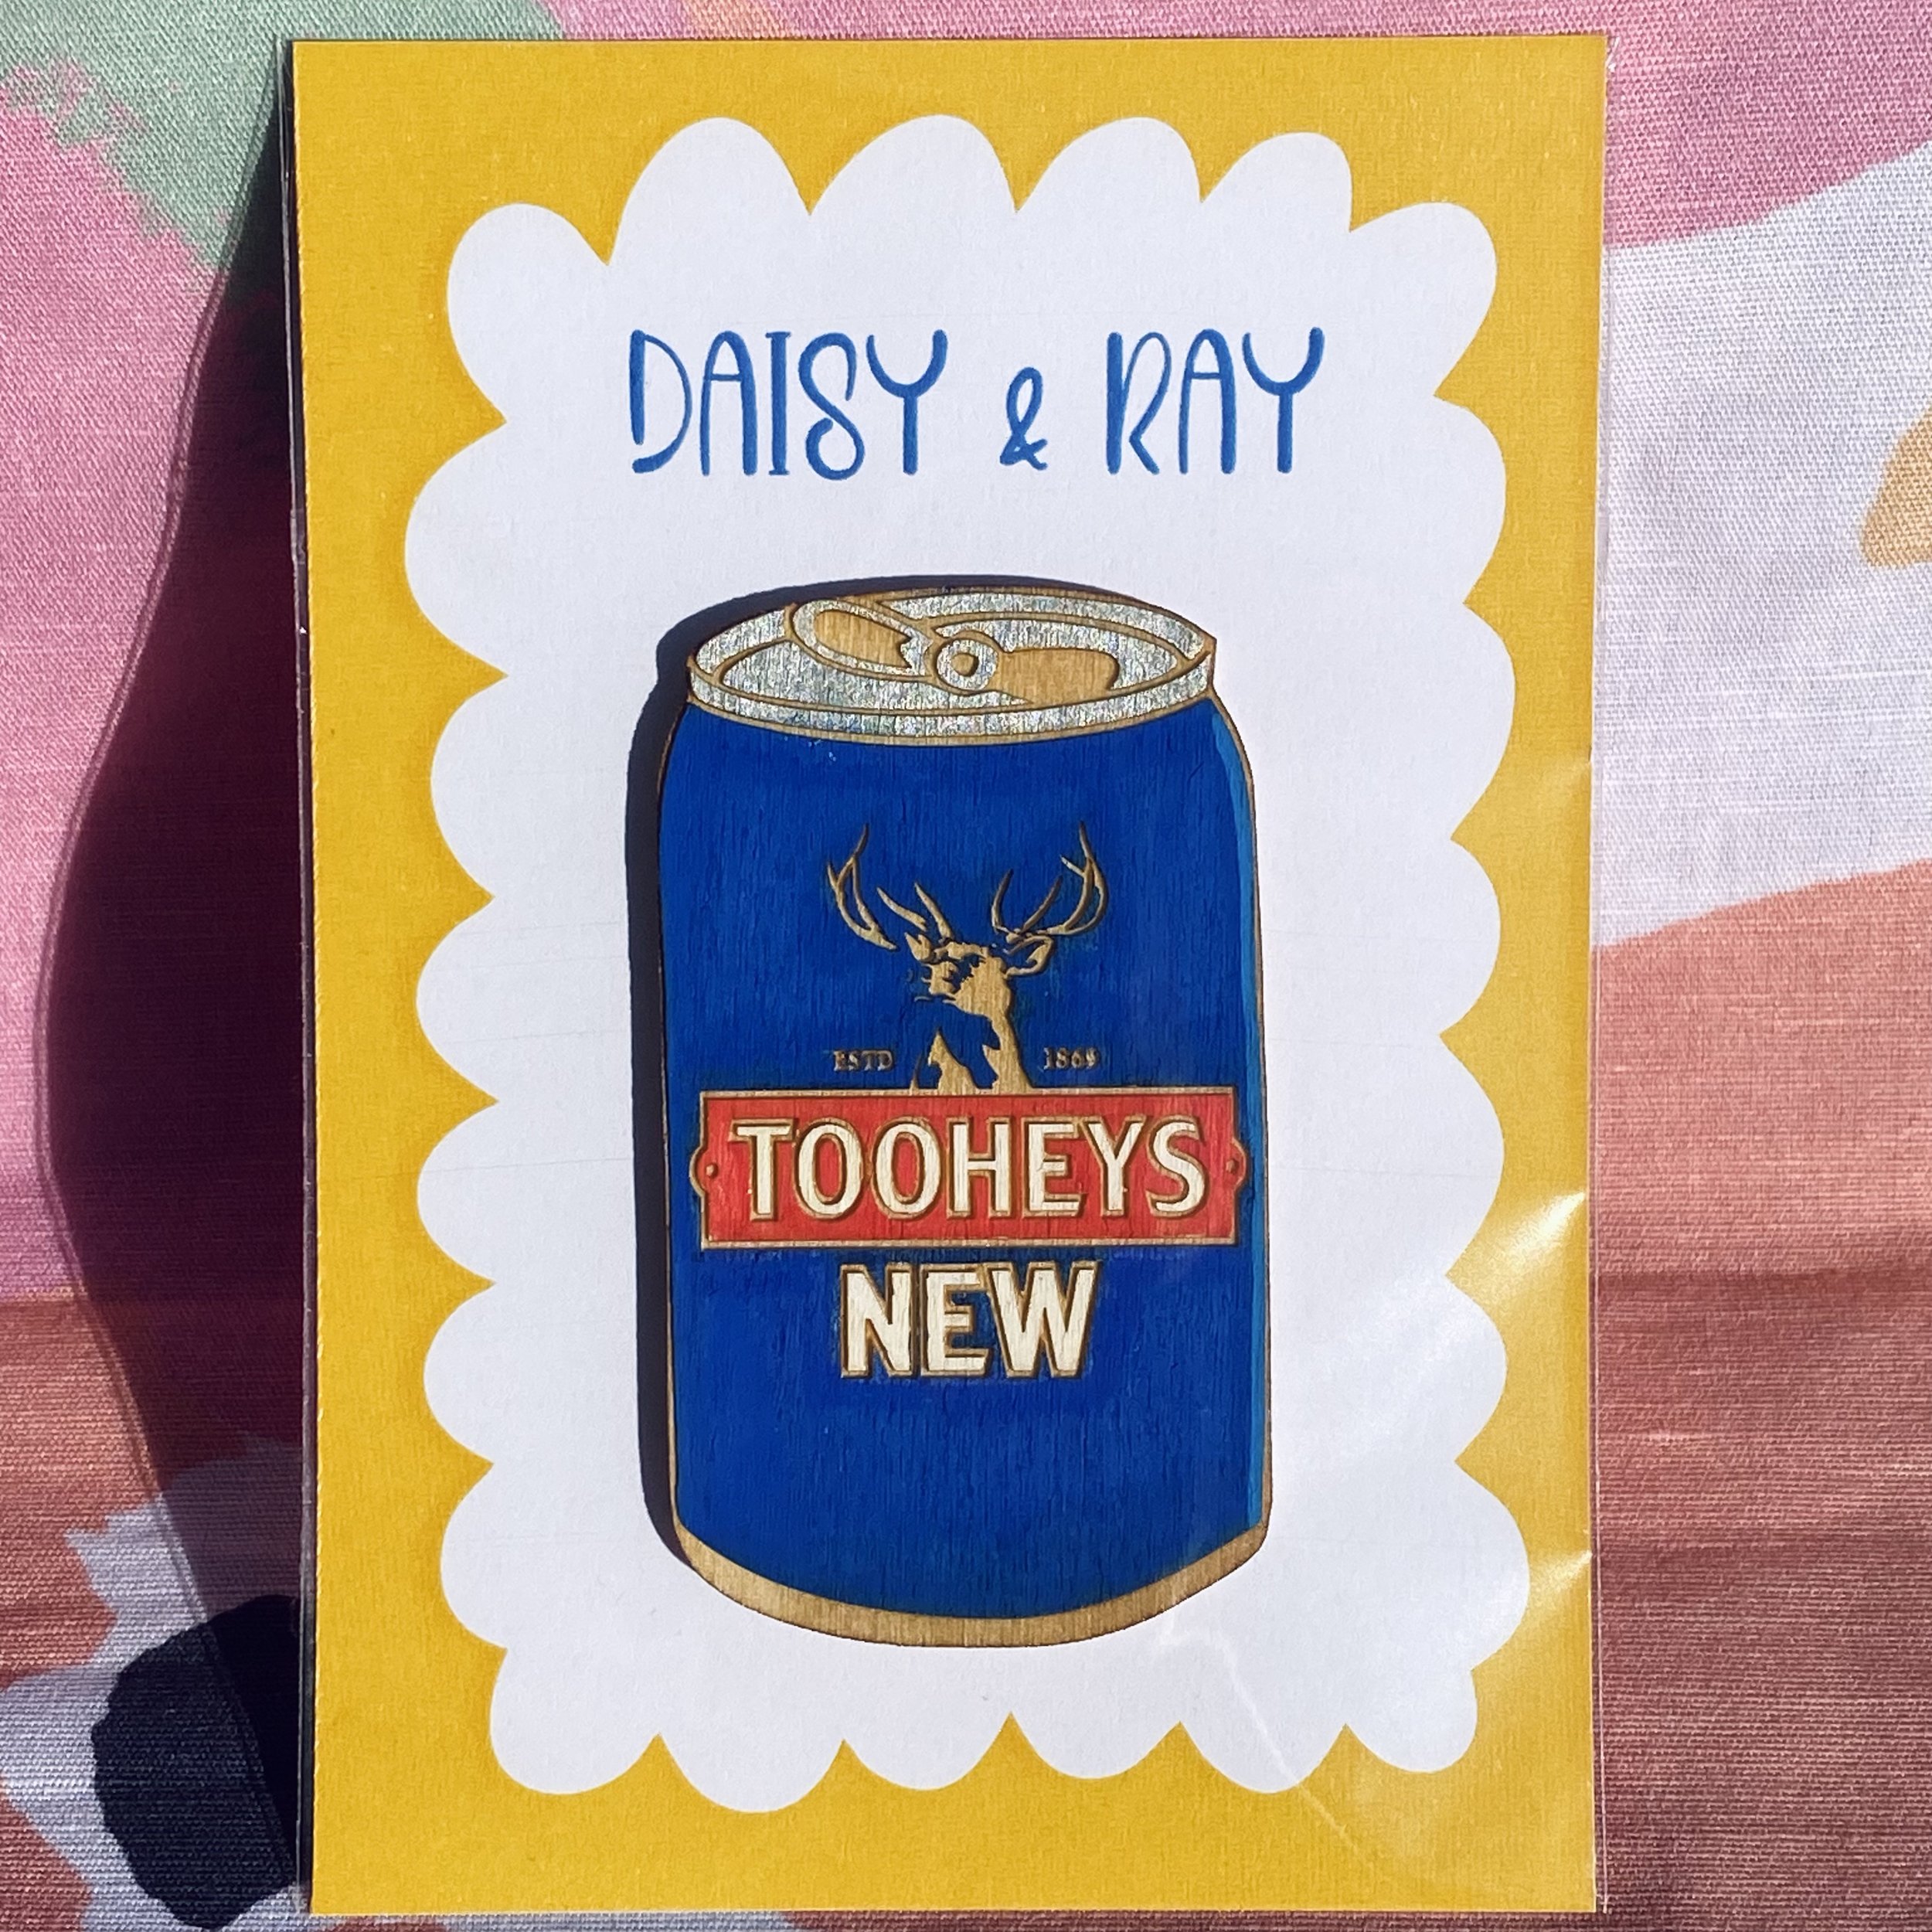 DAISY & RAY
ESTD 1869
TOOHEYS
NEW